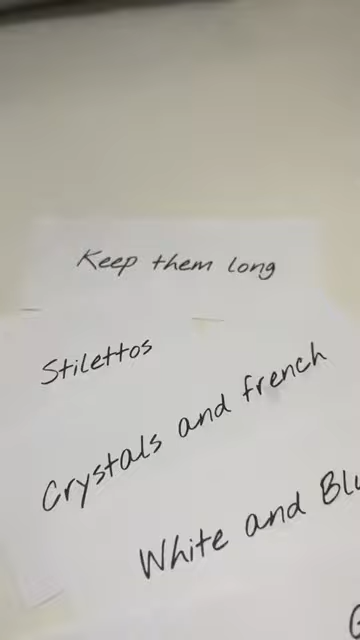 Keep them long
Stilettos
Crystals and french
White and